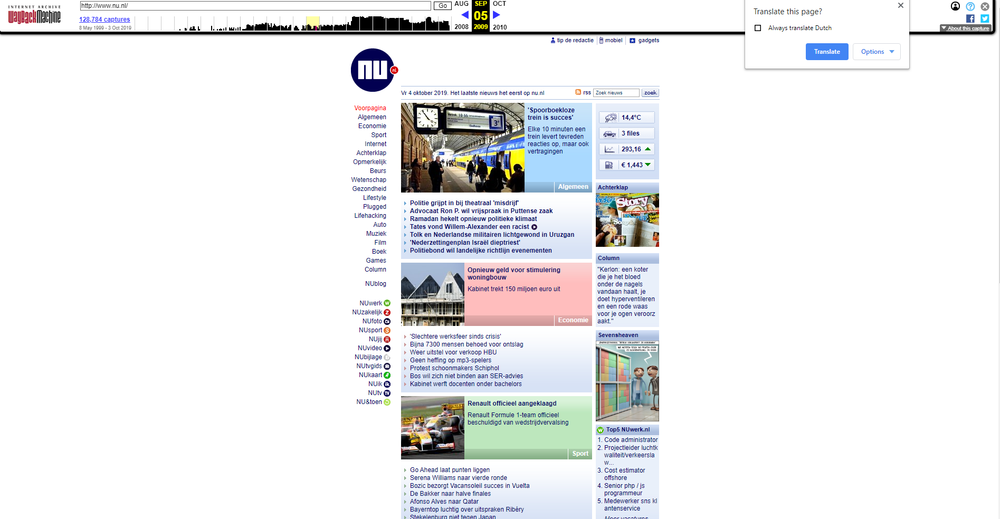 INTERNET ARCHIVE
WayBackMachine
http://www.nu.nl/
Go
128,784 captures
8 May 1999 - 3 Oct 2019
AUG SEP OCT
05
2008 2009 2010
About this capture
Translate this page?
Always translate Dutch
Translate
Options
tip de redactie
mobiel
gadgets
nu
nl
Vr 4 oktober 2019. Het laatste nieuws het eerst op nu.nl
rss
Zoek nieuws
zoek
Voorpagina
Algemeen
Economie
Sport
Internet
Achterklap
Opmerkelijk
Beurs
Wetenschap
Gezondheid
Lifestyle
Plugged
Lifehacking
Auto
Muziek
Film
Boek
Games
Column
NUblog
NUwerk
NUzakelijk
NUfoto
NUsport
NUjij
NUvideo
NUbijlage
NUtvgids
NUkaart
NUik
NUtv
NU&toen
Vertrek 10 55
Eindhoven
3a
'Spoorboekloze
trein is succes'
Elke 10 minuten een
trein levert tevreden
reacties op, maar ook
vertragingen
Algemeen
Politie grijpt in bij theatraal 'misdrijf'
Advocaat Ron P. wil vrijspraak in Puttense zaak
Ramadan hekelt opnieuw politieke klimaat
Tates vond Willem-Alexander een racist
Tolk en Nederlandse militairen lichtgewond in Uruzgan
'Nederzettingenplan Israël dieptriest'
Politiebond wil landelijke richtlijn evenementen
Opnieuw geld voor stimulering
woningbouw
Kabinet trekt 150 miljoen euro uit
Economie
'Slechtere werksfeer sinds crisis'
Bijna 7300 mensen behoed voor ontslag
Weer uitstel voor verkoop HBU
Geen heffing op mp3-spelers
Protest schoonmakers Schiphol
Bos wil zich niet binden aan SER-advies
Kabinet werft docenten onder bachelors
Renault officieel aangeklaagd
Renault Formule 1-team officieel
beschuldigd van wedstrijdvervalsing
Sport
Go Ahead laat punten liggen
Serena Williams naar vierde ronde
Bozic bezorgt Vacansoleil succes in Vuelta
De Bakker naar halve finales
Afonso Alves naar Qatar
Bayerntop luchtig over uitspraken Ribéry
Stekelenburg niet tegen Japan
14,4°C
3 files
293,16
€ 1,443
Achterklap
Story
Column
"Kerlon: een koter
die je het bloed
onder de nagels
vandaan haalt, je
doet hyperventileren
en een rode waas
voor je ogen veroorz
aakt."
Sevensheaven
WE MOETEN TOCH NU PRATEN OVER
Top5 NUwerk.nl
1. Code administrator
2. Projectleider luchtk
waliteit/verkeersla
w...
3. Cost estimator
offshore
4. Senior php / js
programmeur
5. Medewerker sns kl
antenservice
Meer vacatures